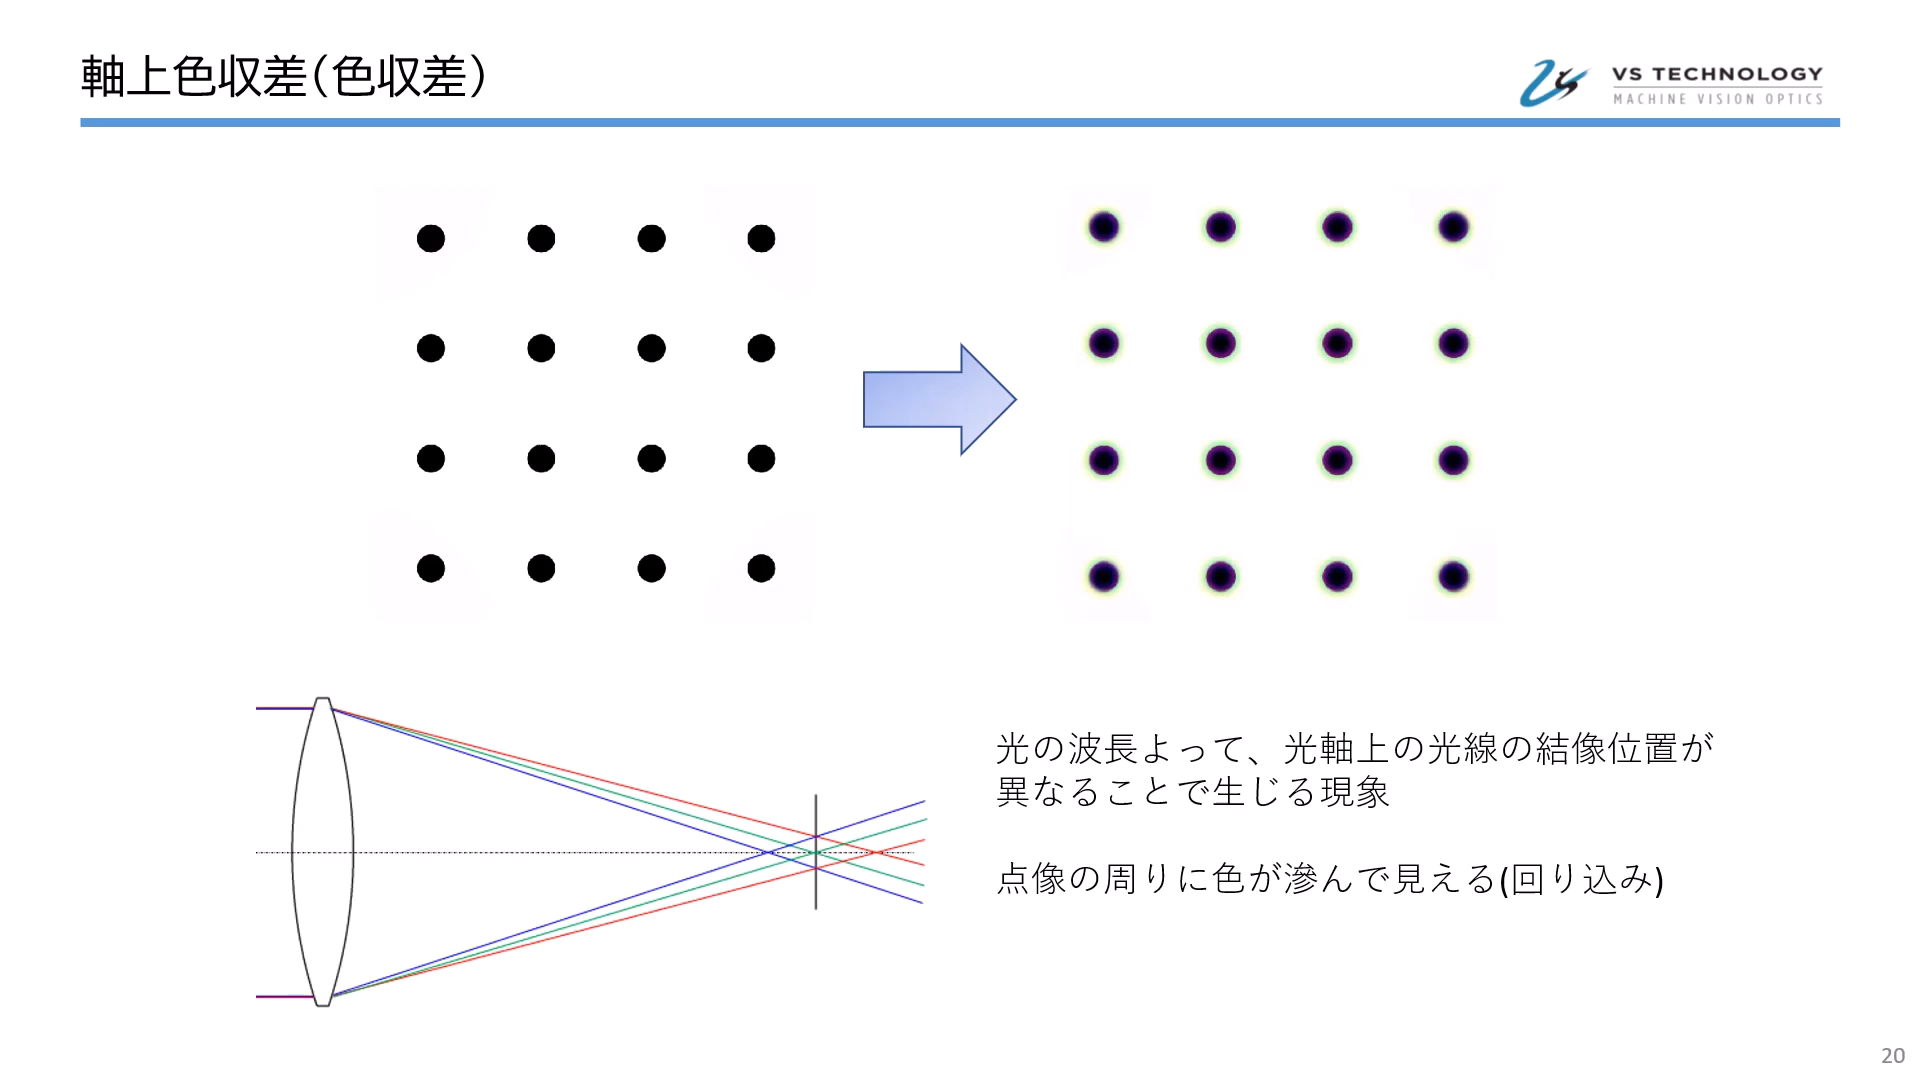 軸上色収差(色収差)
VS TECHNOLOGY
MACHINE VISION OPTICS
光の波長よって、光軸上の光線の結像位置が
異なることで生じる現象
点像の周りに色が滲んで見える(回り込み)
20